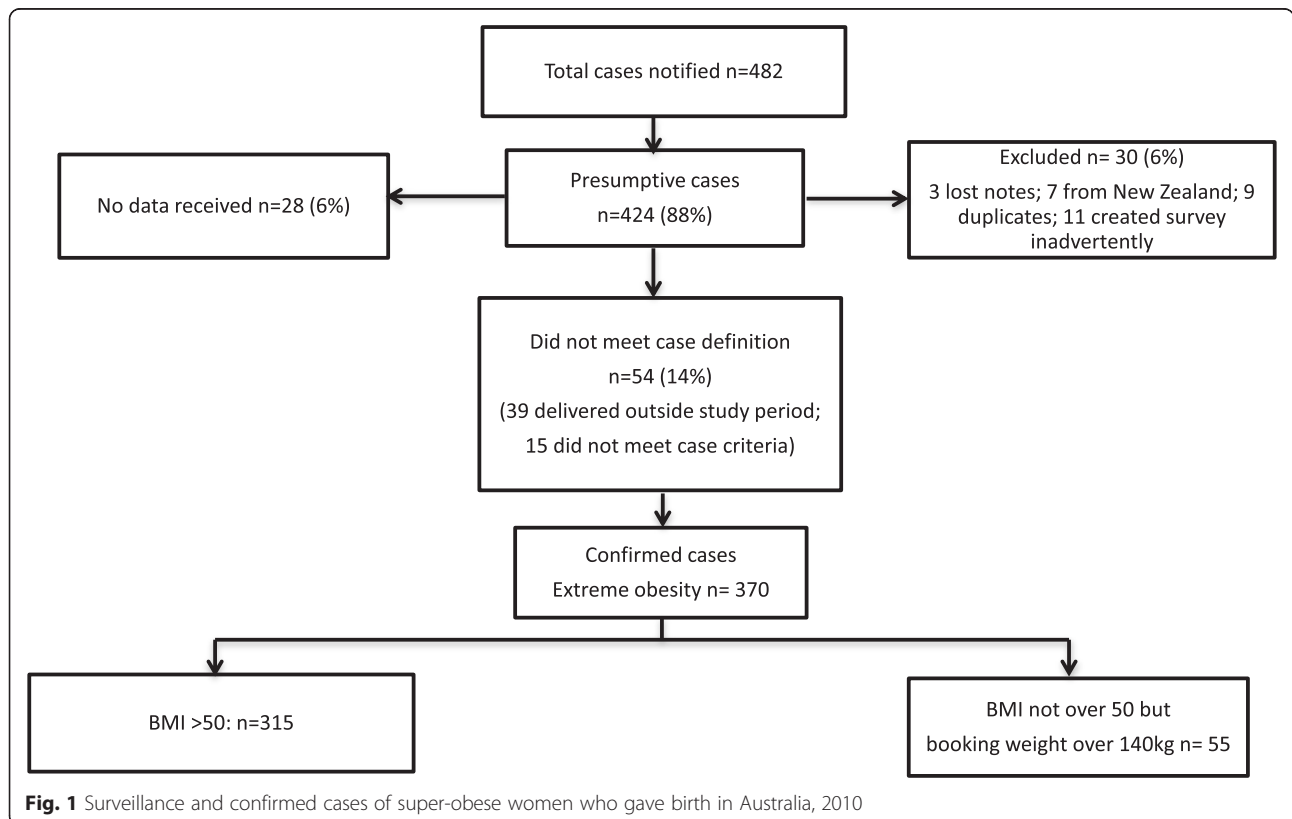 Total cases notified n=482
No data received n=28 (6%)
Presumptive cases
n=424 (88%)
Excluded n= 30 (6%)
3 lost notes; 7 from New Zealand; 9
duplicates; 11 created survey
inadvertently
Did not meet case definition
n=54 (14%)
(39 delivered outside study period;
15 did not meet case criteria)
Confirmed cases
Extreme obesity n= 370
BMI >50: n=315
BMI not over 50 but
booking weight over 140kg n= 55
Fig. 1 Surveillance and confirmed cases of super-obese women who gave birth in Australia, 2010